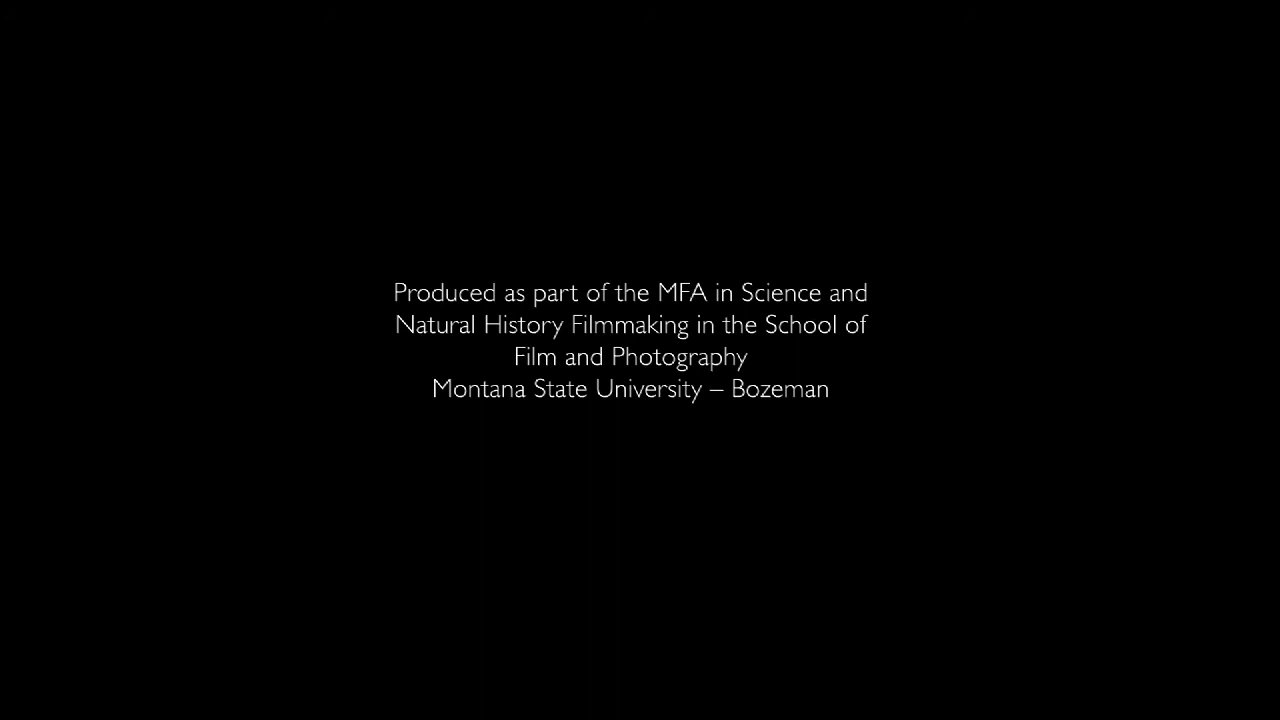 Produced as part of the MFA in Science and
Natural History Filmmaking in the School of
Film and Photography
Montana State University – Bozeman